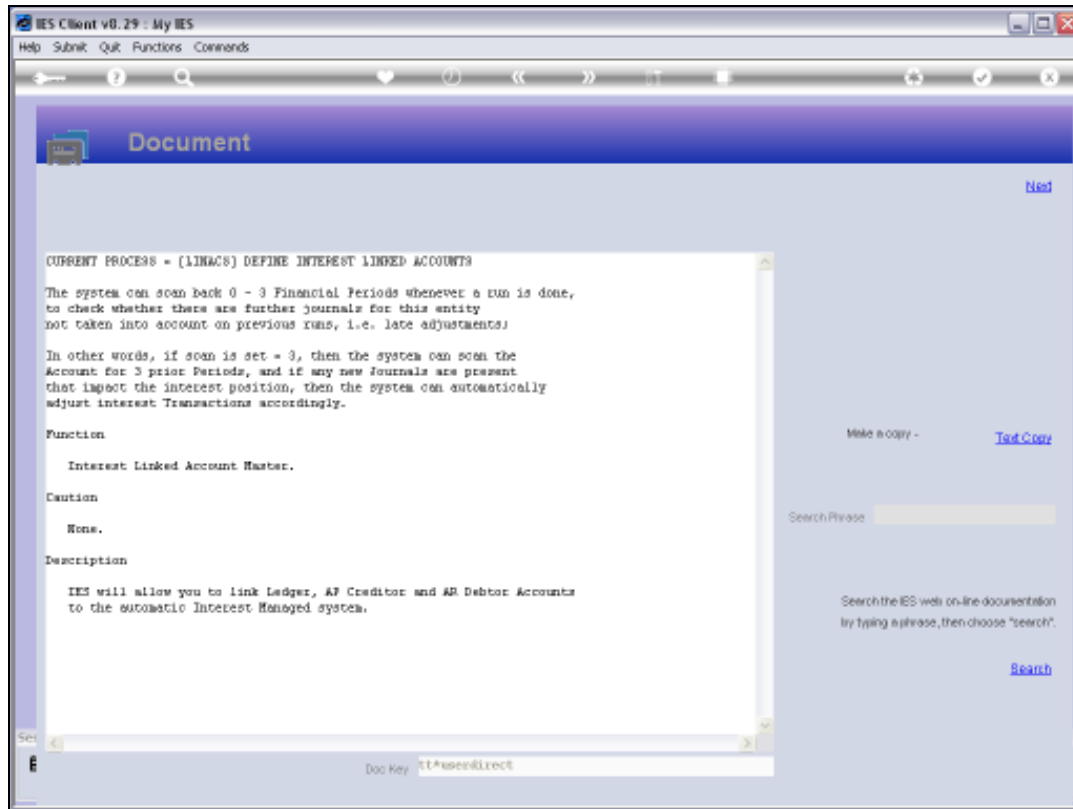 IES Client v8.29 : My IES
Help Submit Quit Functions Commands
Document
Next
CURRENT PROCESS = [LINACS] DEFINE INTEREST LINKED ACCOUNTS
The system can scan back 0 - 3 Financial Periods whenever a run is done,
to check whether there are further journals for this entity
not taken into account on previous runs, i.e. late adjustments;
In other words, if scan is set = 3, then the system can scan the
Account for 3 prior Periods, and if any new Journals are present
that impact the interest position, then the system can automatically
adjust interest Transactions accordingly.
Function
Interest Linked Account Master.
Caution
None.
Description
IES will allow you to link Ledger, AP Creditor and AR Debtor Accounts
to the automatic Interest Managed system.
Make a copy -
Text Copy
Search Phrase
Search the IES web on-line documentation
by typing a phrase, then choose "search".
Search
Doc Key tt*userdirect